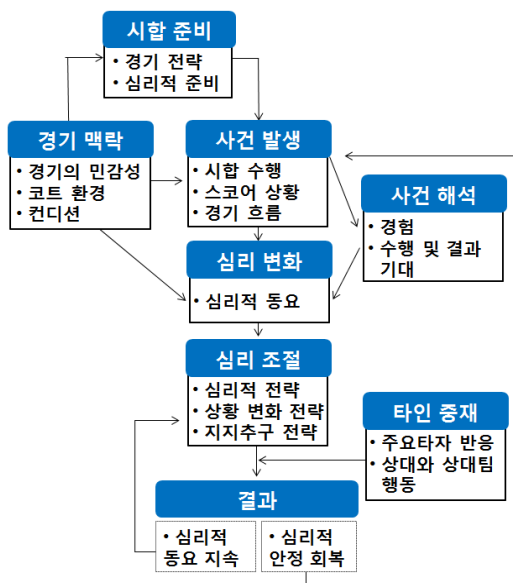 시합 준비
• 경기 전략
• 심리적 준비
경기 맥락
• 경기의 민감성
• 코트 환경
• 컨디션
사건 발생
• 시합 수행
• 스코어 상황
• 경기 흐름
사건 해석
• 경험
• 수행 및 결과
기대
심리 변화
• 심리적 동요
심리 조절
• 심리적 전략
• 상황 변화 전략
• 지지추구 전략
타인 중재
• 주요타자 반응
• 상대와 상대팀
행동
결과
• 심리적
동요 지속
• 심리적
안정 회복